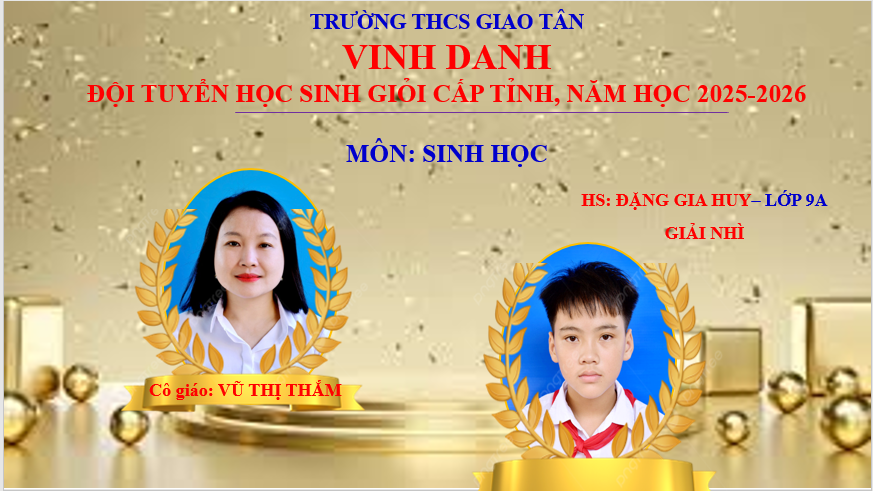 TRƯỜNG THCS GIAO TÂN
VINH DANH
ĐỘI TUYỂN HỌC SINH GIỎI CẤP TỈNH, NĂM HỌC 2025-2026
MÔN: SINH HỌC
HS: ĐẶNG GIA HUY– LỚP 9A
GIẢI NHÌ
Cô giáo: VŨ THỊ THẮM